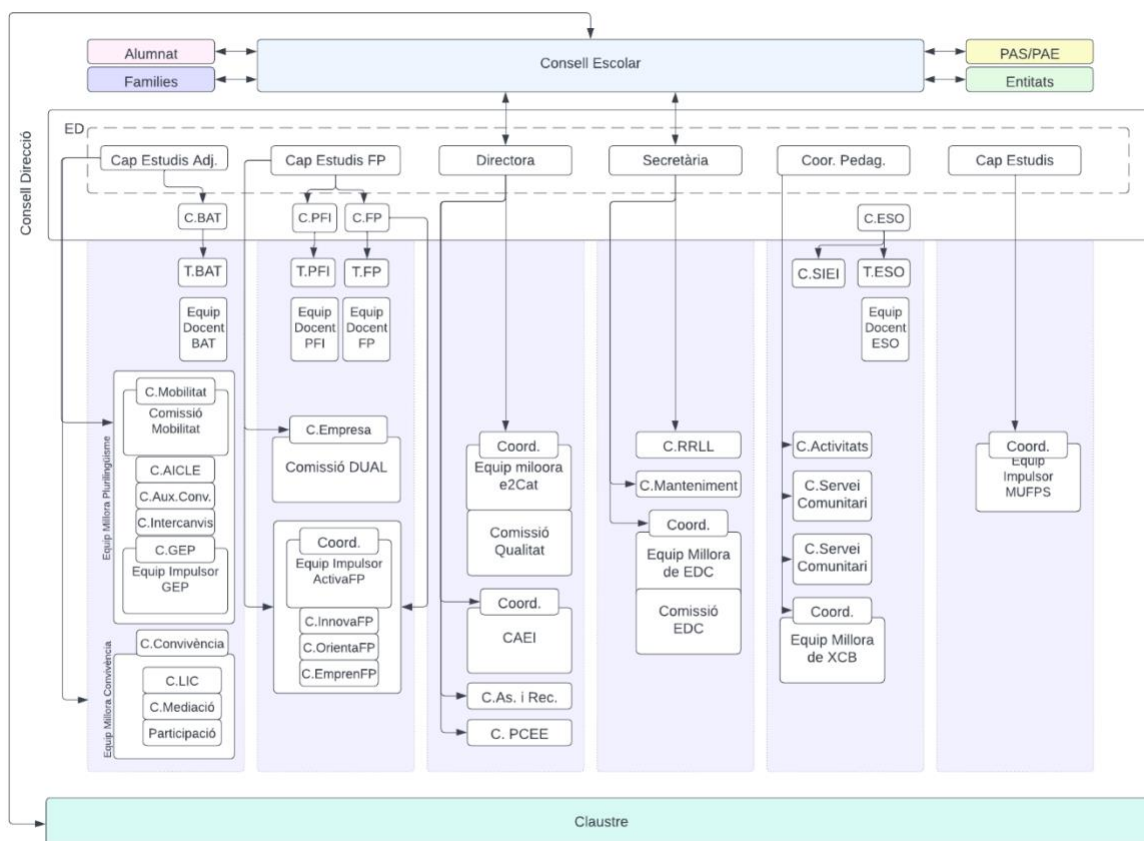 Alumnat
Consell Escolar
PAS/PAE
Families
Entitats
Consell Direcció
ED
Cap Estudis Adj.
Cap Estudis FP
Directora
Secretària
Coor. Pedag.
Cap Estudis
C.BAT
C.PFI
C.FP
C.ESO
T.BAT
T.PFI
T.FP
C.SIEI
T.ESO
Equip
Docent
BAT
Equip
Docent
PFI
Equip
Docent
FP
Equip
Docent
ESO
Equip Millora Plurilingüisme
C.Mobilitat
Comissió
Mobilitat
C.AICLE
C.Aux.Conv.
C.Intercanvis
C.GEP
Equip Impulsor
GEP
Equip Millora Convivència
C.Convivència
C.LIC
C.Mediació
Participació
C.Empresa
Comissió DUAL
Coord.
Equip Impulsor
ActivaFP
C.InnovaFP
C.OrientaFP
C.EmprenFP
Coord.
Equip miloora
e2Cat
Comissió
Qualitat
Coord.
CAEI
C.As. i Rec.
C. PCEE
C.RRLL
C.Manteniment
Coord.
Equip Millora
de EDC
Comissió
EDC
C.Activitats
C.Servei
Comunitari
C.Servei
Comunitari
Coord.
Equip Millora
de XCB
Coord.
Equip
Impulsor
MUFPS
Claustre